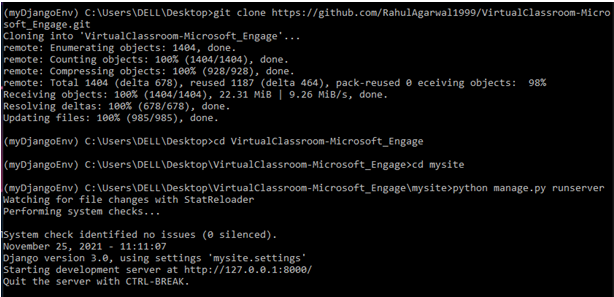 (myDjangoEnv) C:\Users\DELL\Desktop>git clone https://github.com/RahulAgarwal1999/VirtualClassroom-Micro
soft_Engage.git
Cloning into 'VirtualClassroom-Microsoft_Engage'...
remote: Enumerating objects: 1404, done.
remote: Counting objects: 100% (1404/1404), done.
remote: Compressing objects: 100% (928/928), done.
remote: Total 1404 (delta 678), reused 1187 (delta 464), pack-reused 0 eceiving objects:  98%
Receiving objects: 100% (1404/1404), 22.31 MiB | 9.26 MiB/s, done.
Resolving deltas: 100% (678/678), done.
Updating files: 100% (985/985), done.
(myDjangoEnv) C:\Users\DELL\Desktop>cd VirtualClassroom-Microsoft_Engage
(myDjangoEnv) C:\Users\DELL\Desktop\VirtualClassroom-Microsoft_Engage>cd mysite
(myDjangoEnv) C:\Users\DELL\Desktop\VirtualClassroom-Microsoft_Engage\mysite>python manage.py runserver
Watching for file changes with StatReloader
Performing system checks...
System check identified no issues (0 silenced).
November 25, 2021 - 11:11:07
Django version 3.0, using settings 'mysite.settings'
Starting development server at http://127.0.0.1:8000/
Quit the server with CTRL-BREAK.